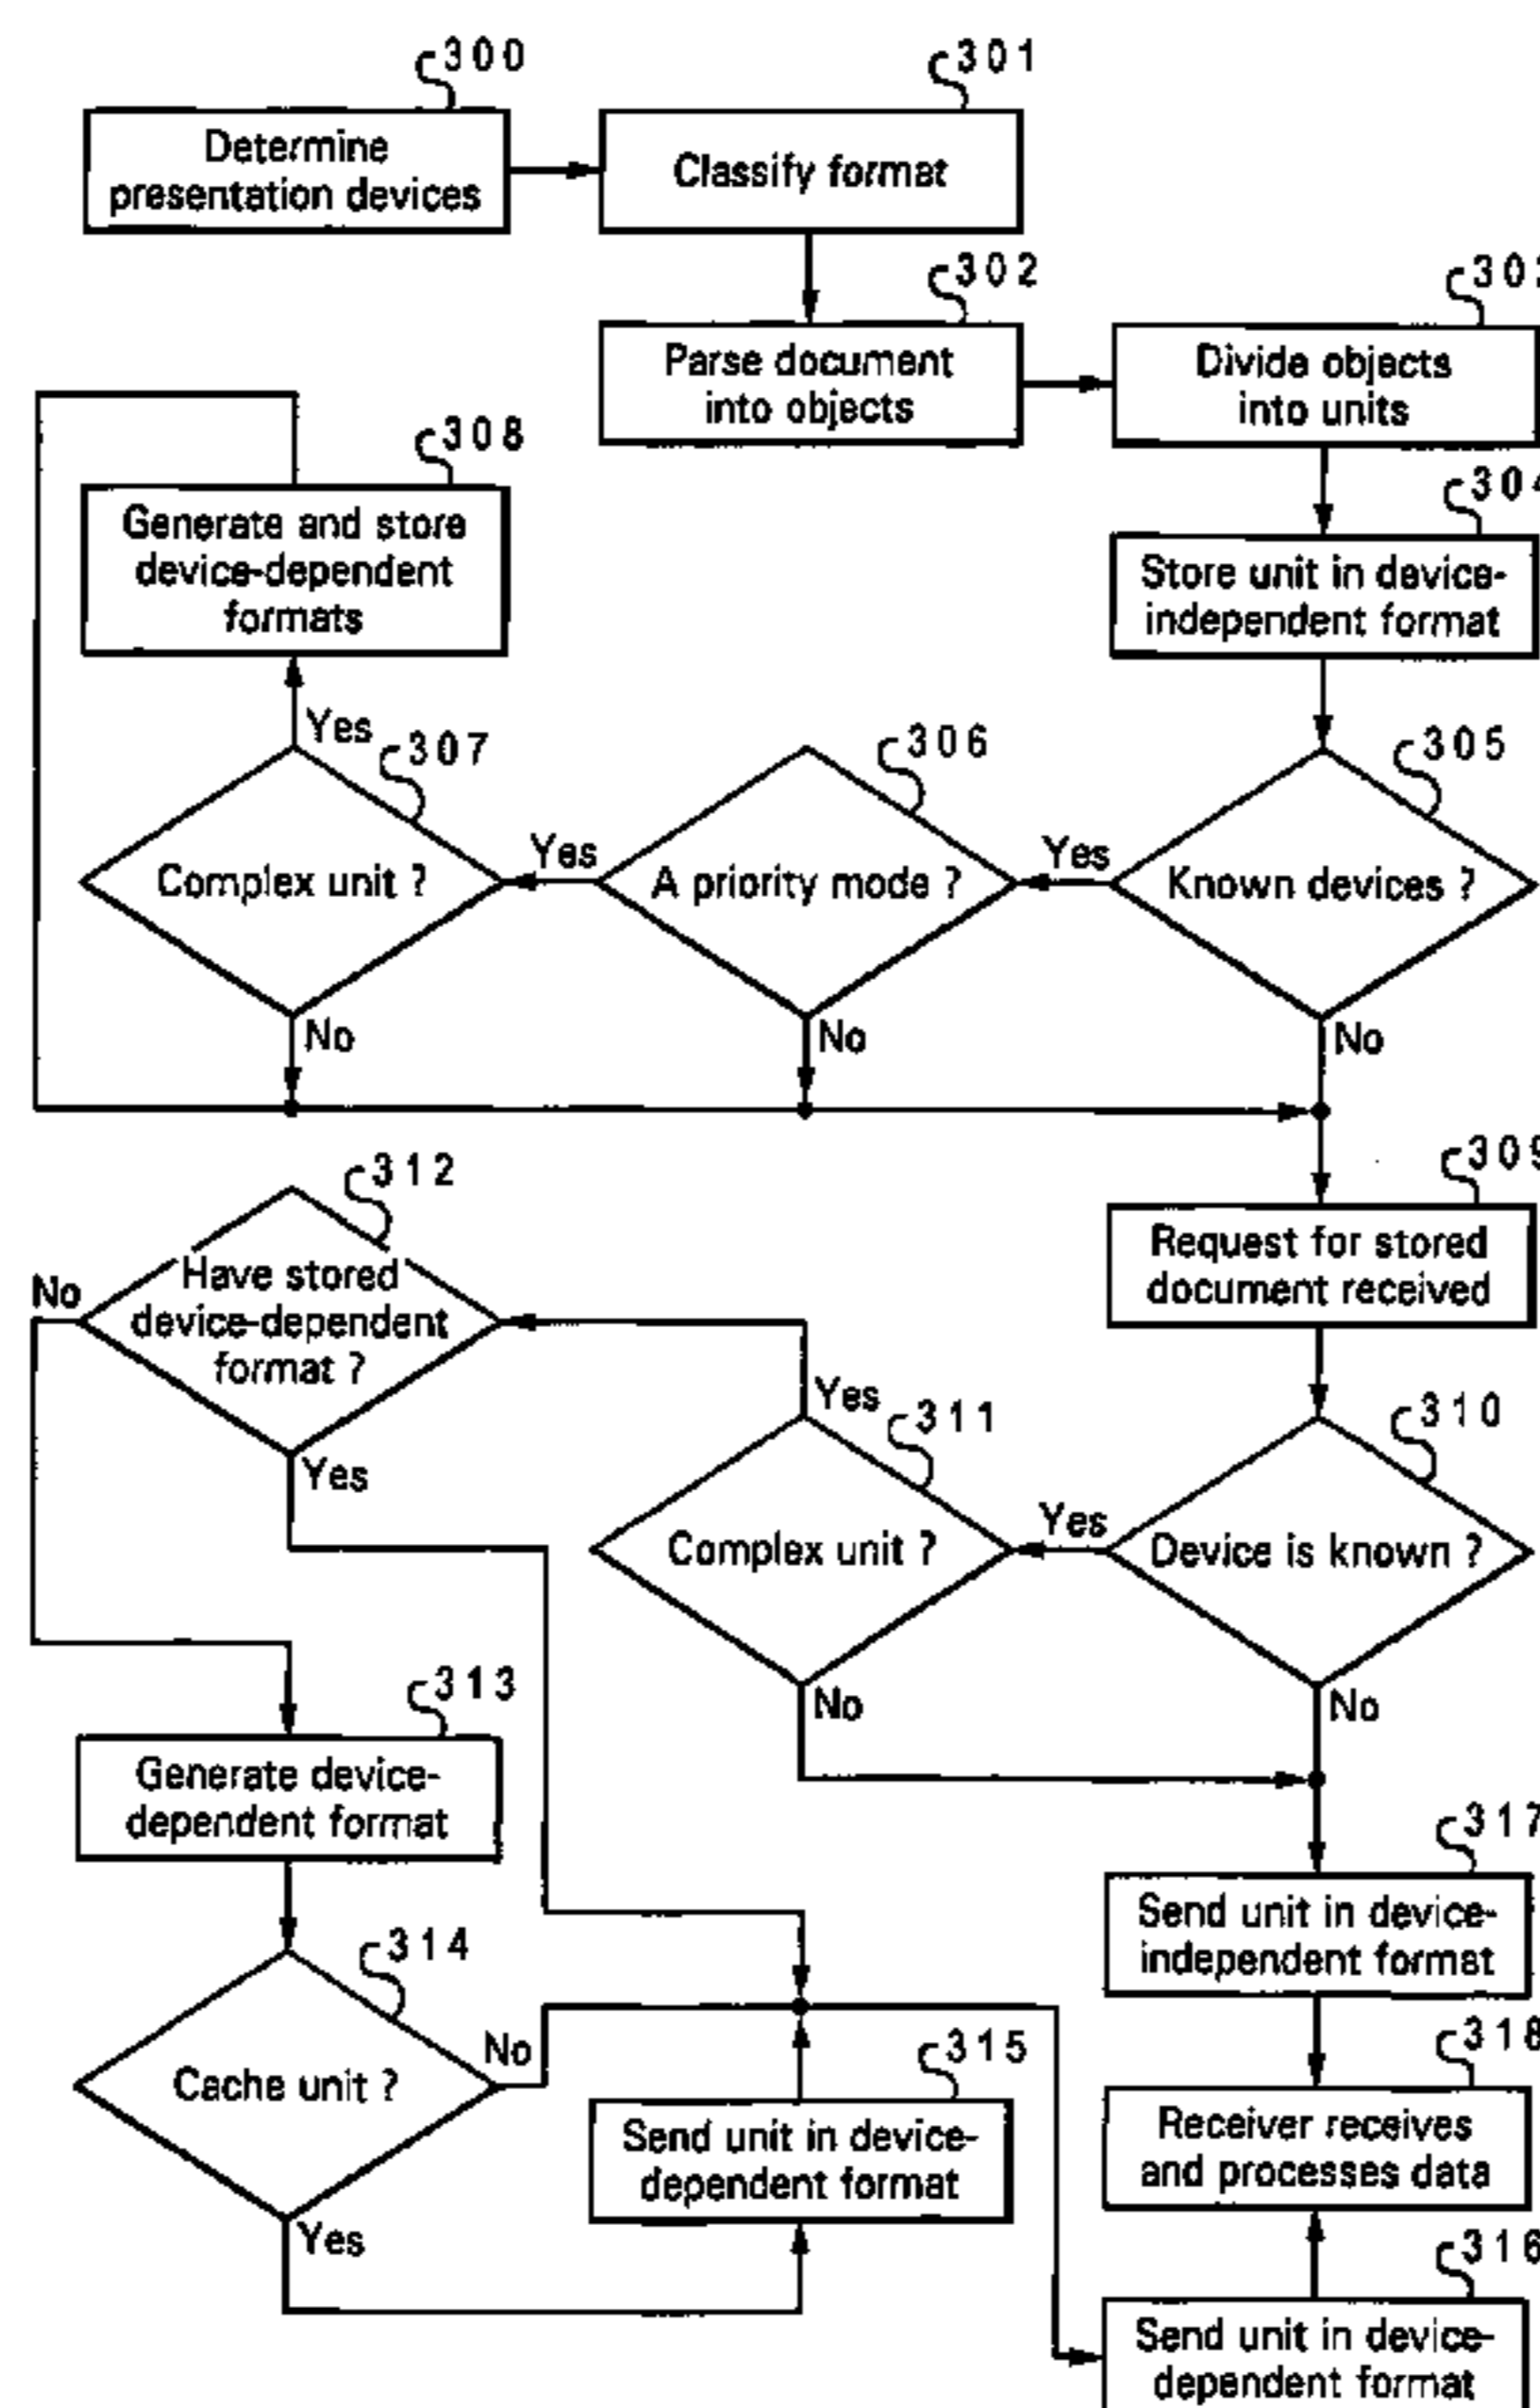 300
Determine
presentation devices
301
Classify format
302
Parse document
into objects
Divide objects
into units
304
Store unit in device-
independent format
308
Generate and store
device-dependent
formats
Yes
307
Complex unit ?
No
Yes
306
A priority mode ?
No
Yes
305
Known devices ?
No
309
Request for stored
document received
310
Device is known ?
No
Yes
311
Complex unit ?
No
Yes
312
Have stored
device-dependent
format ?
No
Yes
313
Generate device-
dependent format
314
Cache unit ?
No
Yes
315
Send unit in device-
dependent format
317
Send unit in device-
independent format
318
Receiver receives
and processes data
316
Send unit in device-
dependent format